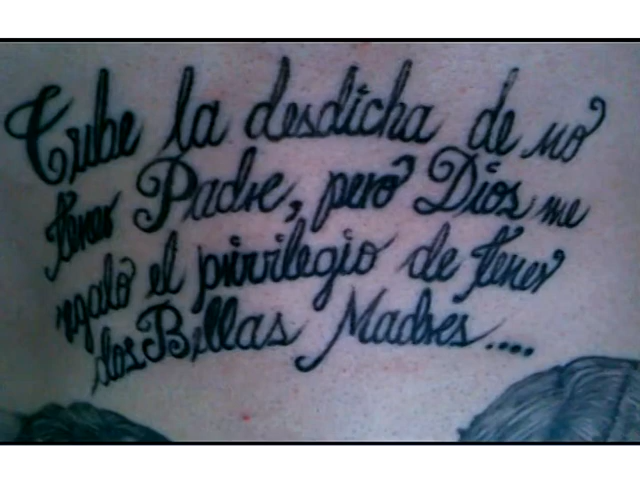 Tube la desdicha de no
tener Padre, pero Dios me
regalo el privilegio de tener
dos Bellas Madres....